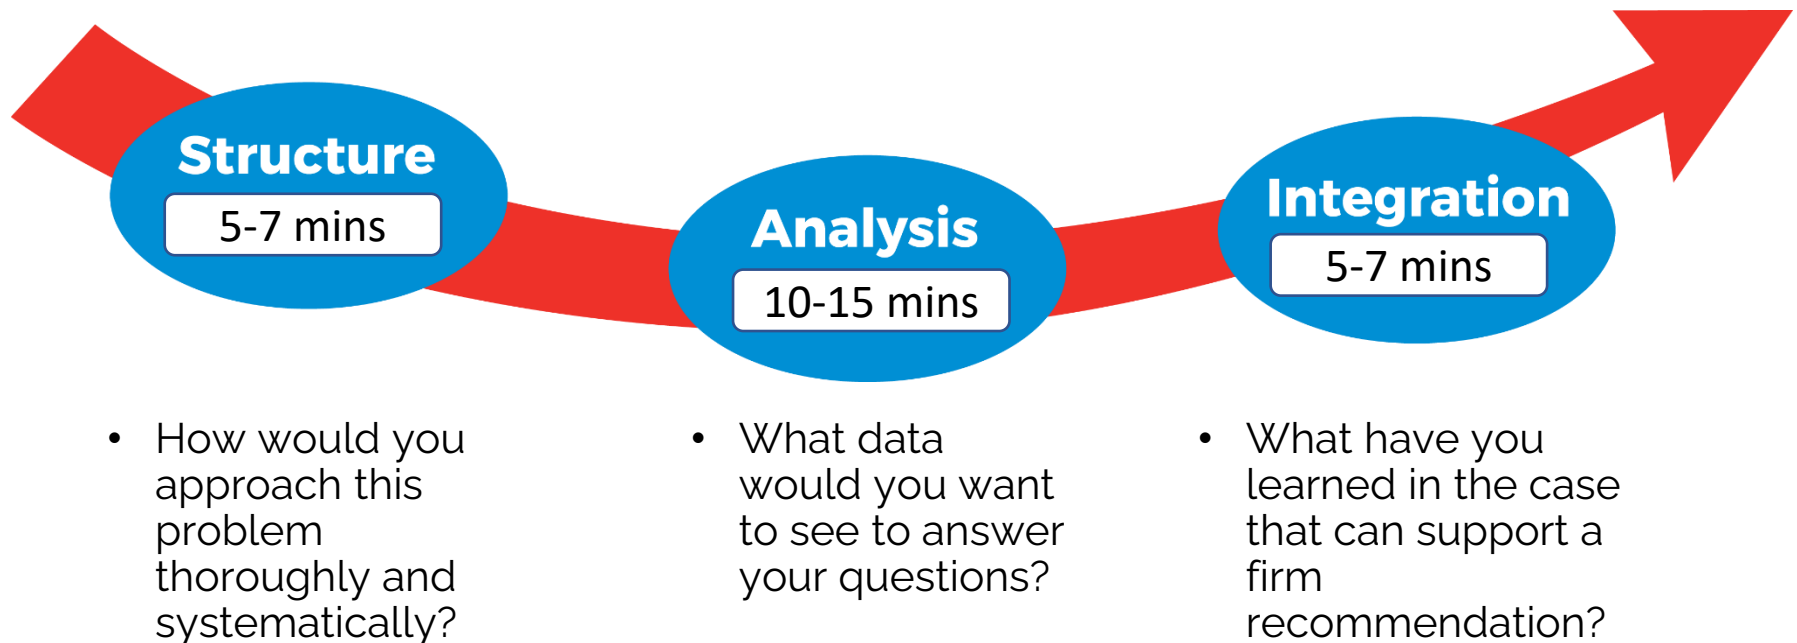 Structure
5-7 mins
Analysis
10-15 mins
Integration
5-7 mins
• How would you
approach this
problem
thoroughly and
systematically?
• What data
would you want
to see to answer
your questions?
• What have you
learned in the case
that can support a
firm
recommendation?